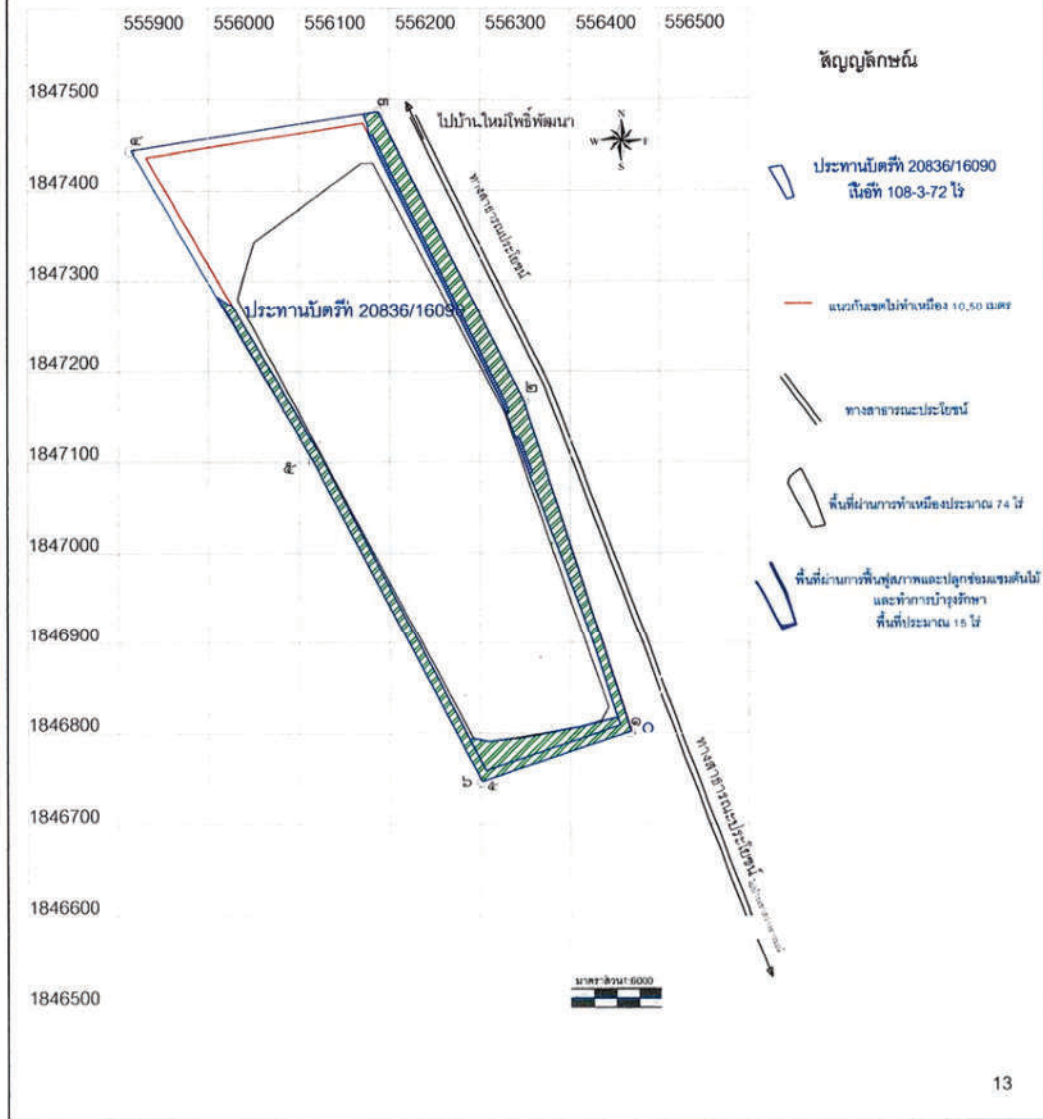 555900 556000 556100 556200 556300 556400 556500
สัญญลักษณ์
1847500
1847400
1847300
1847200
1847100
1847000
1846900
1846800
1846700
1846600
1846500
๓
๔
ไปบ้านใหม่โพธิ์พัฒนา
N
W E
S
ทางสาธารณประโยชน์
ประทานบัตรที่ 20836/16090
๒
๕
๑
๖
ทางสาธารณะประโยชน์
มาตราส่วน1:6000
ประทานบัตรที่ 20836/16090
เนื้อที่ 108-3-72 ไร่
แนวกันเขตไม่ทำเหมือง 10,50 เมตร
ทางสาธารณะประโยชน์
พื้นที่ผ่านการทำเหมืองประมาณ 74 ไร่
พื้นที่ผ่านการฟื้นฟูสภาพและปลูกซ่อมแซมต้นไม้
และทำการบำรุงรักษา
พื้นที่ประมาณ 15 ไร่
13